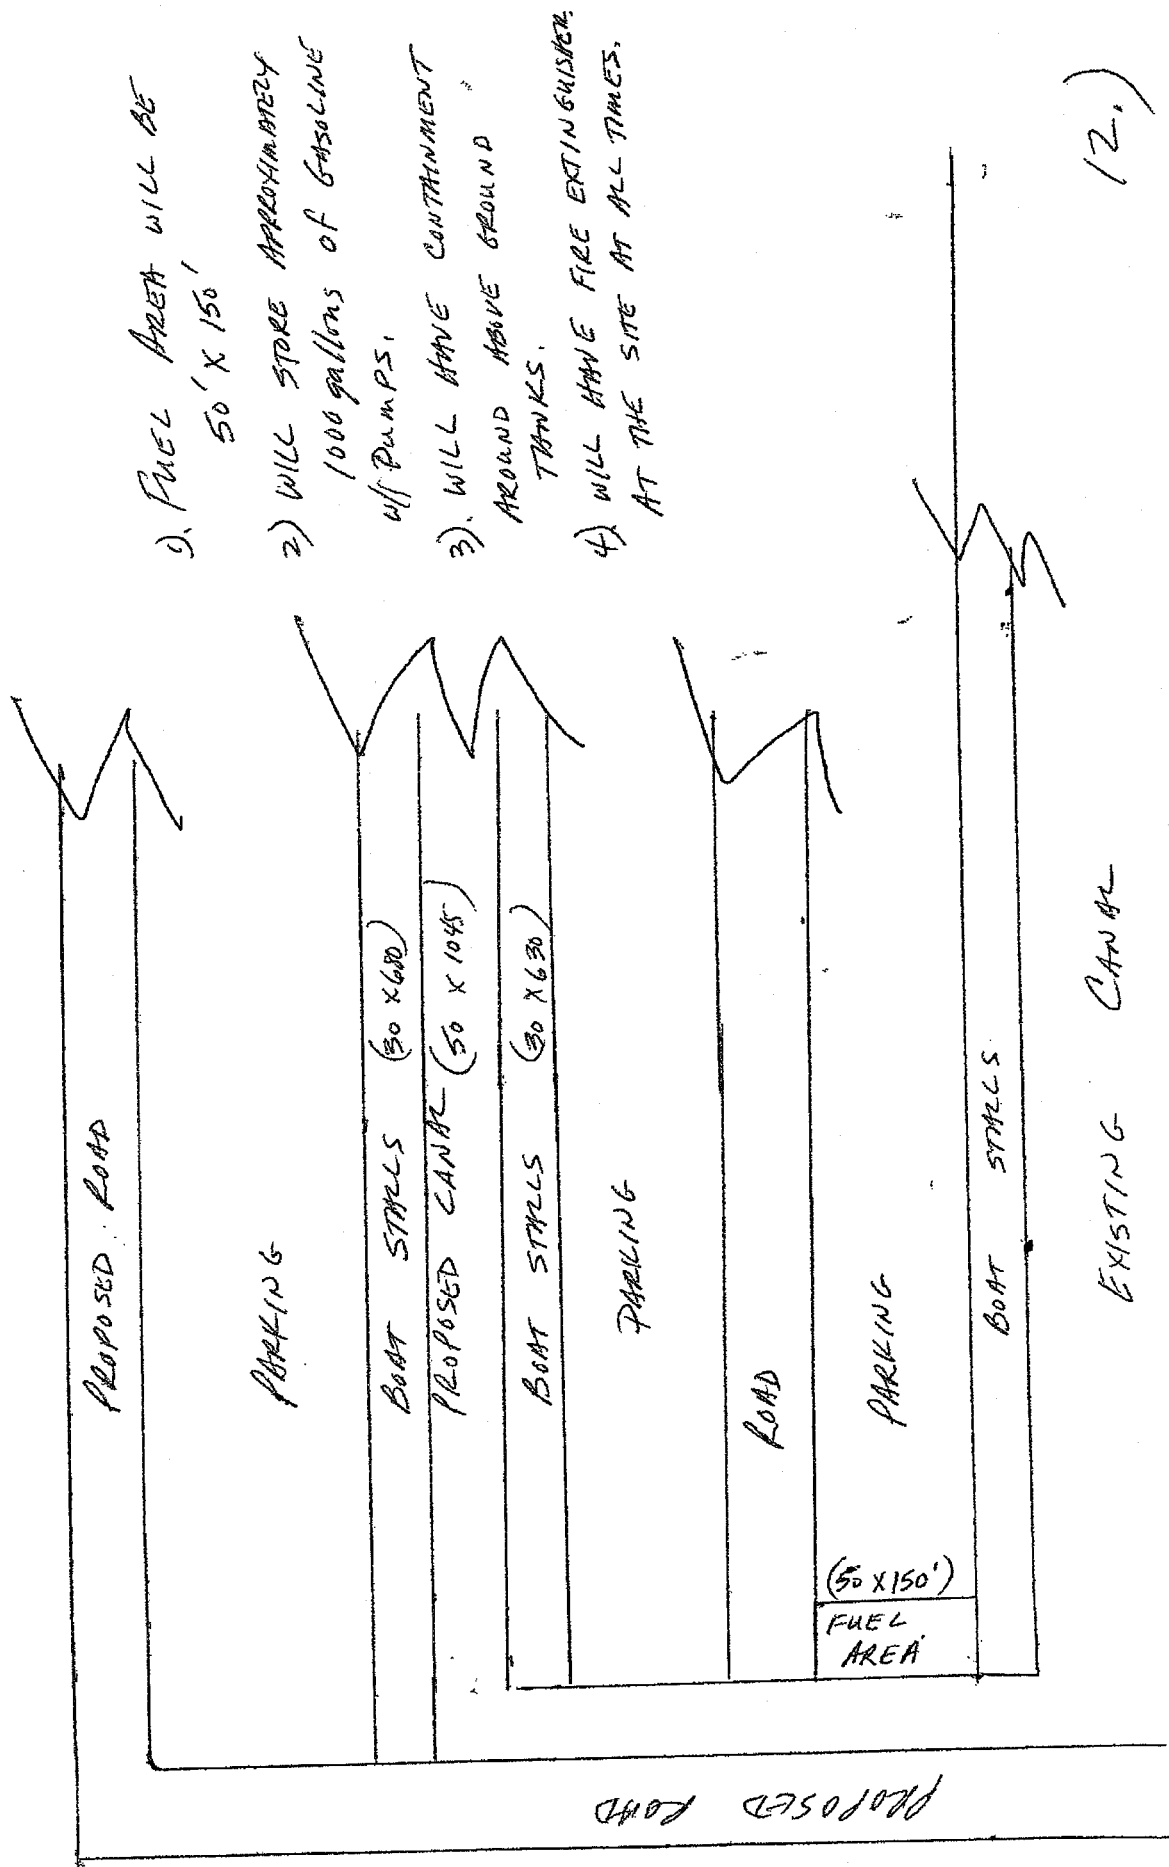 1). FUEL AREA WILL BE
50' X 150'
2) WILL STORE APPROXIMATELY
1000 gallons of GASOLINE
w/ PUMPS.
3). WILL HAVE CONTAINMENT
AROUND ABOVE GROUND
TANKS.
4). WILL HAVE FIRE EXTINGUISHER
AT THE SITE AT ALL TIMES.
PROPOSED ROAD
PARKING
BOAT STALLS (30 X 680)
PROPOSED CANAL (50 X 1045)
BOAT STALLS (30 X 630)
PARKING
ROAD
PARKING
(50 X 150')
FUEL
AREA
BOAT STALLS
EXISTING CANAL
PROPOSED ROAD
12.)